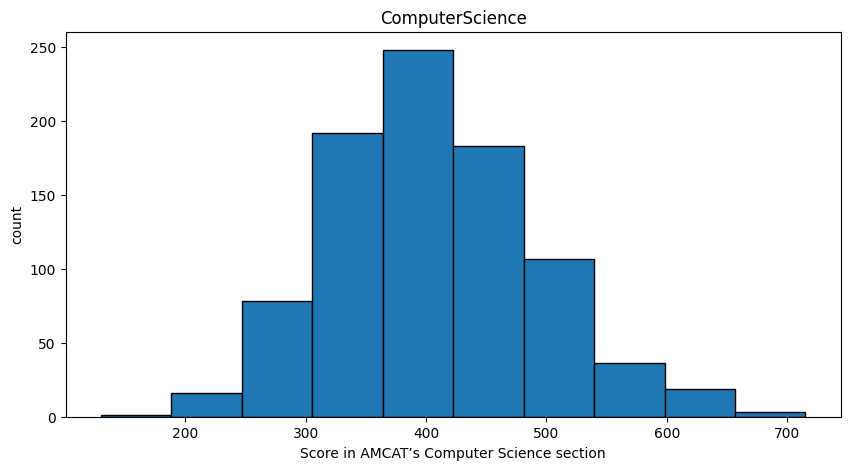 ComputerScience
250
200
150
100
50
0
count
200 300 400 500 600 700
Score in AMCAT’s Computer Science section